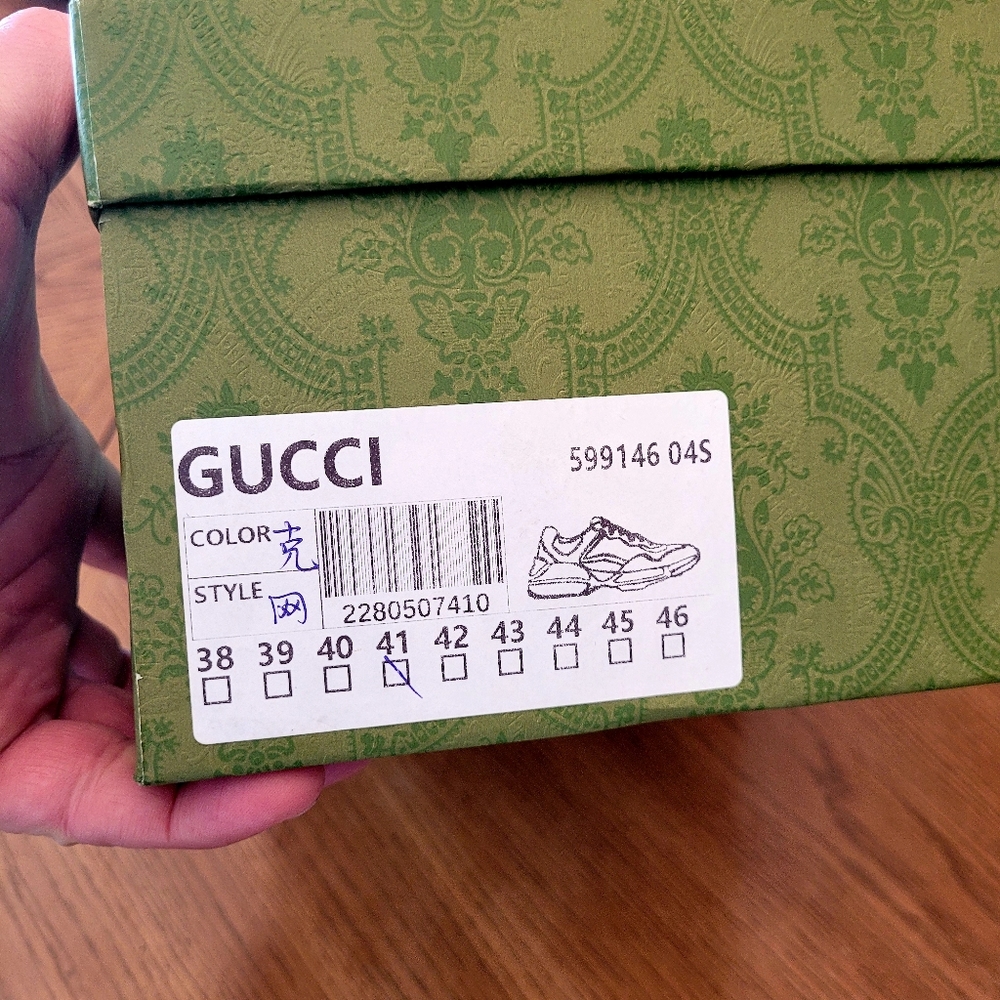 GUCCI
599146 04S
COLOR 克
STYLE 网
2280507410
38 39 40 41 42 43 44 45 46